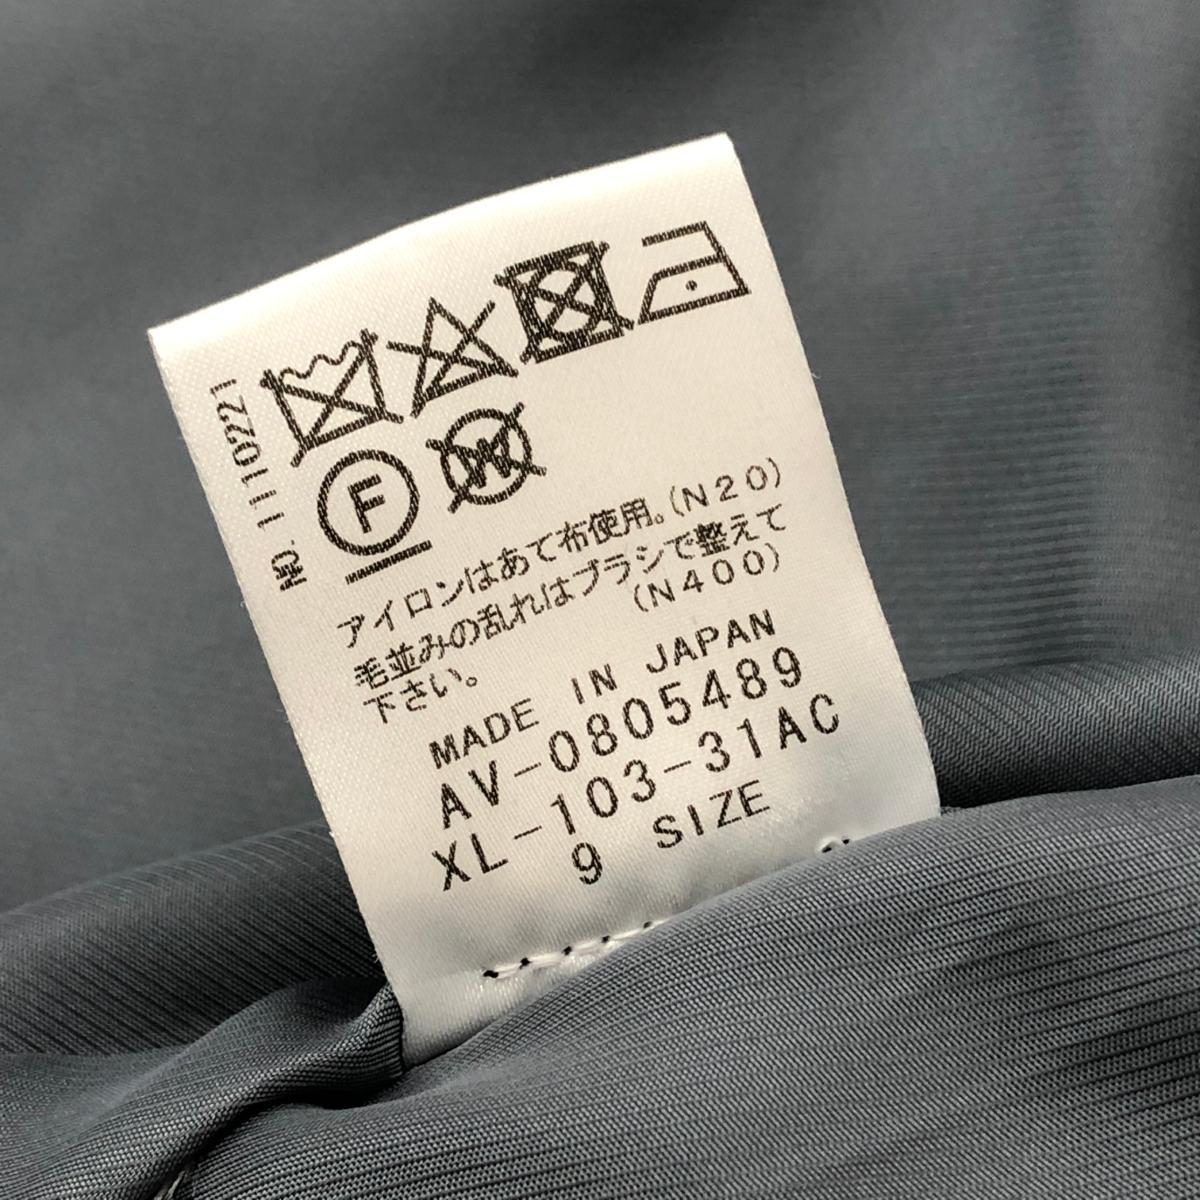 NO. 1110221
F
W
アイロンはあて布使用。(N20)
毛並みの乱れはブラシで整えて
下さい。 (N400)
MADE IN JAPAN
AV-0805489
XL-103-31AC
9 SIZE